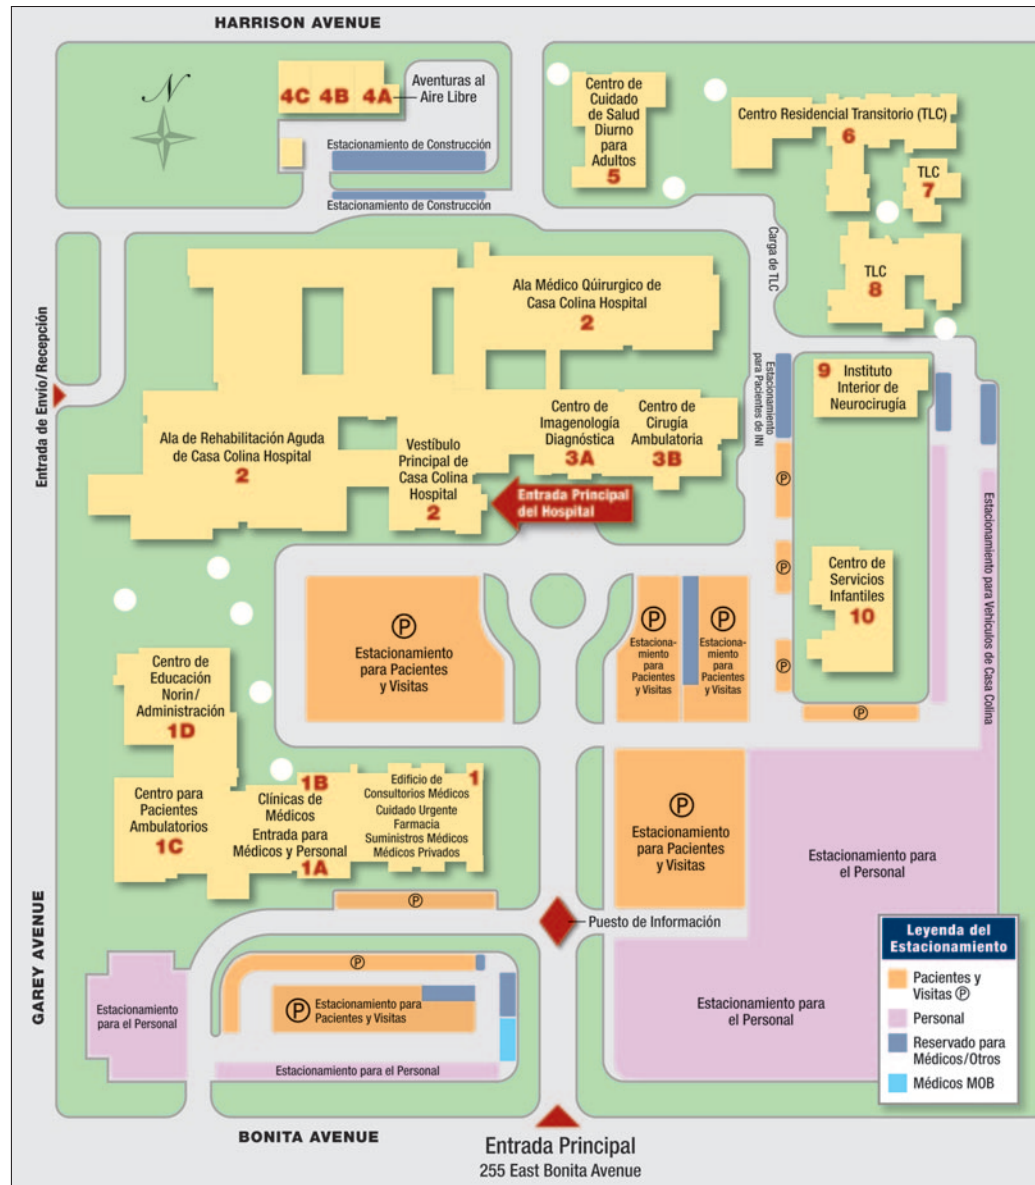 HARRISON AVENUE
N
4C 4B 4A
Aventuras al
Aire Libre
Estacionamiento de Construcción
Estacionamiento de Construcción
Centro de
Cuidado
de Salud
Diurno
para
Adultos
5
Centro Residencial Transitorio (TLC)
6
TLC
7
TLC
8
Carga de TLC
Entrada de Envío/Recepción
Ala Médico Qúirurgico de
Casa Colina Hospital
2
Ala de Rehabilitación Aguda
de Casa Colina Hospital
2
Vestíbulo
Principal de
Casa Colina
Hospital
2
Centro de
Imagenología
Diagnóstica
3A
Centro de
Cirugía
Ambulatoria
3B
Entrada Principal
del Hospital
Estacionamiento
para Pacientes
de INI
9 Instituto
Interior de
Neurocirugía
P
P
P
P
Centro de
Servicios
Infantiles
10
Estacionamiento para Vehículos de Casa Colina
P
Estacionamiento
para Pacientes
y Visitas
P
Estaciona-
miento
para
Pacientes
y Visitas
P
Estaciona-
miento
para
Pacientes
y Visitas
Centro de
Educación
Norin/
Administración
1D
Centro para
Pacientes
Ambulatorios
1C
1B
Clínicas de
Médicos
Entrada para
Médicos y Personal
1A
1
Edificio de
Consultorios Médicos
Cuidado Urgente
Farmacia
Suministros Médicos
Médicos Privados
P
Estacionamiento
para Pacientes
y Visitas
Estacionamiento para
el Personal
P
Puesto de Información
GAREY AVENUE
P
P Estacionamiento para
Pacientes y Visitas
Estacionamiento
para el Personal
Estacionamiento para el Personal
Estacionamiento para
el Personal
Leyenda del
Estacionamiento
Pacientes y
Visitas P
Personal
Reservado para
Médicos/Otros
Médicos MOB
BONITA AVENUE
Entrada Principal
255 East Bonita Avenue